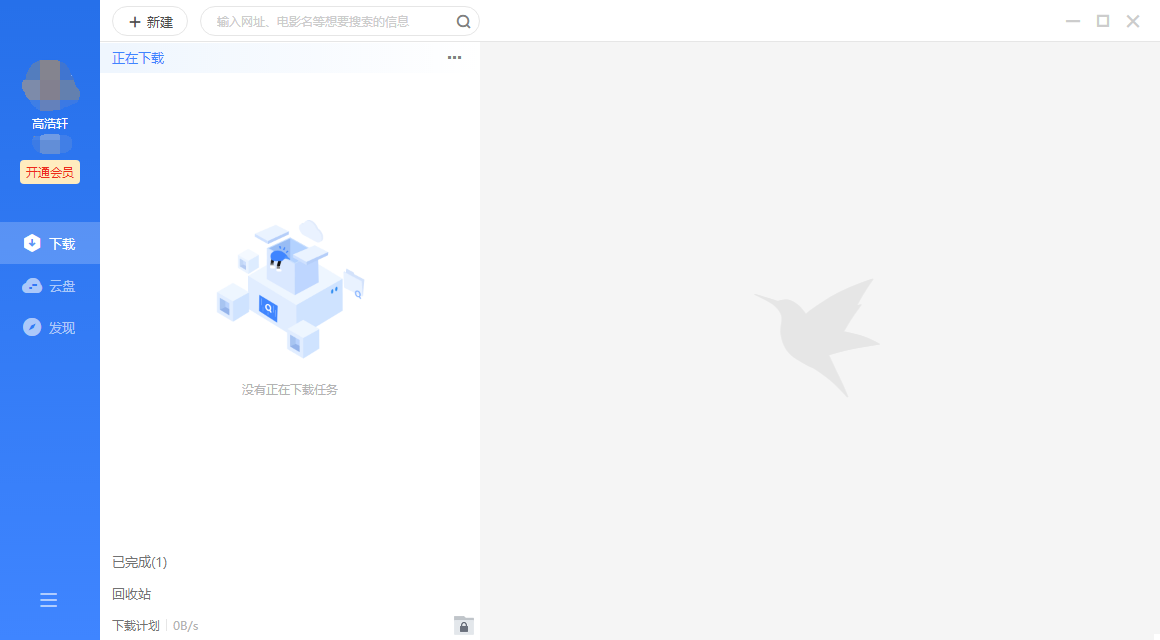 新建
输入网址、电影名等想要搜索的信息
正在下载
高浩轩
开通会员
下载
云盘
发现
没有正在下载任务
已完成(1)
回收站
下载计划 0B/s